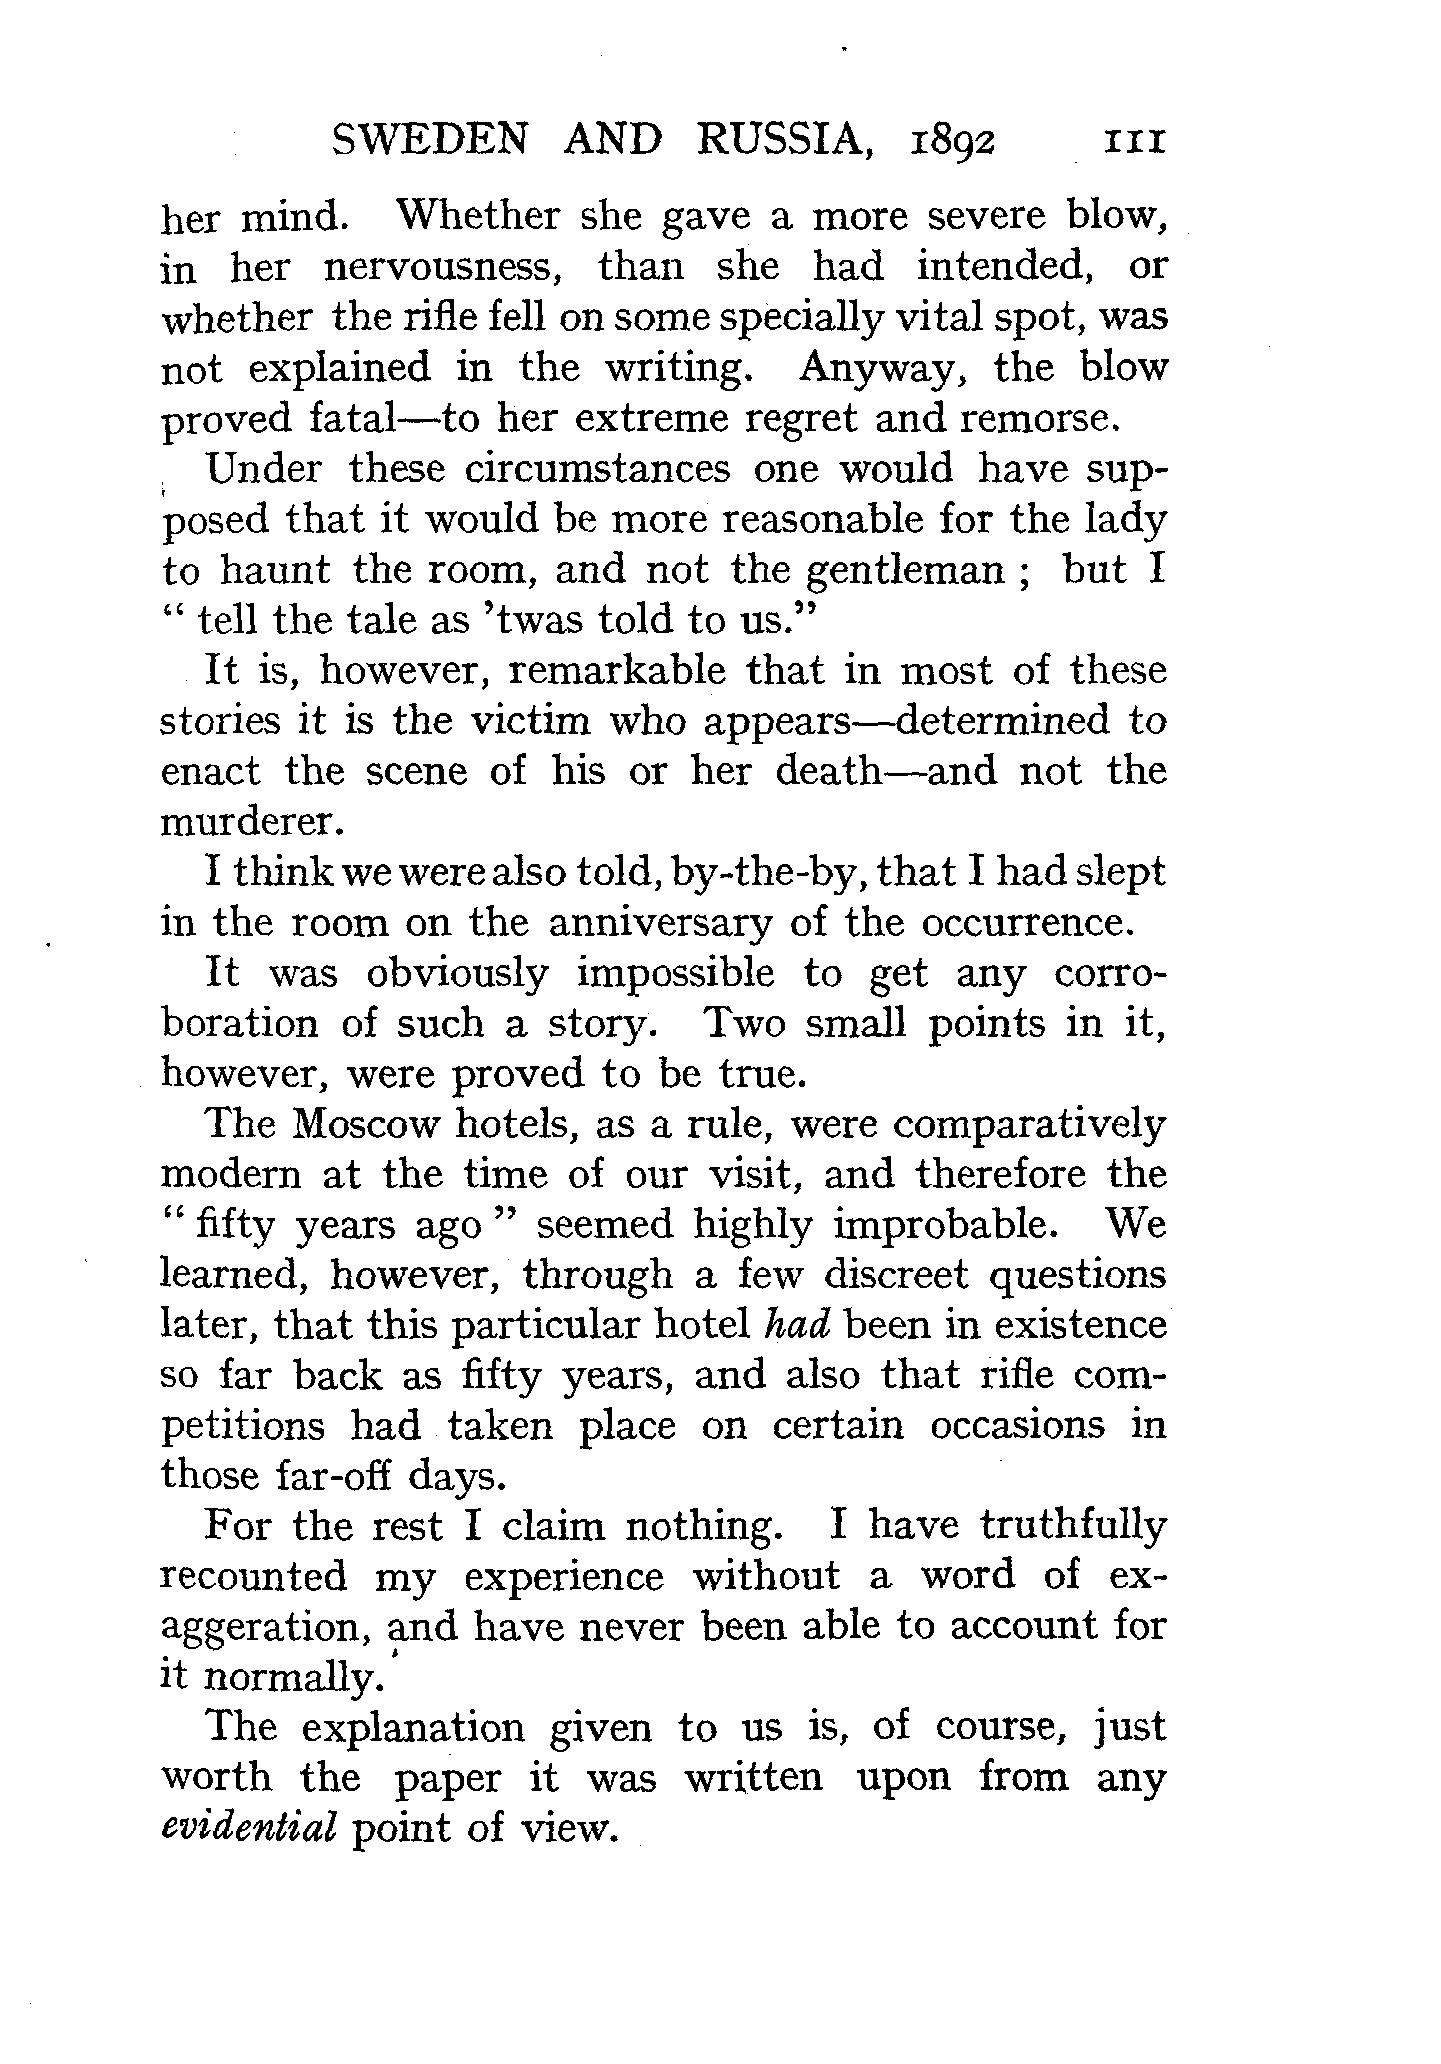 SWEDEN AND RUSSIA, 1892 111
her mind. Whether she gave a more severe blow,
in her nervousness, than she had intended, or
whether the rifle fell on some specially vital spot, was
not explained in the writing. Anyway, the blow
proved fatal—to her extreme regret and remorse.
Under these circumstances one would have sup-
posed that it would be more reasonable for the lady
to haunt the room, and not the gentleman ; but I
“ tell the tale as ’twas told to us.”
It is, however, remarkable that in most of these
stories it is the victim who appears—determined to
enact the scene of his or her death—and not the
murderer.
I think we were also told, by-the-by, that I had slept
in the room on the anniversary of the occurrence.
It was obviously impossible to get any corro-
boration of such a story. Two small points in it,
however, were proved to be true.
The Moscow hotels, as a rule, were comparatively
modern at the time of our visit, and therefore the
“ fifty years ago ” seemed highly improbable. We
learned, however, through a few discreet questions
later, that this particular hotel had been in existence
so far back as fifty years, and also that rifle com-
petitions had taken place on certain occasions in
those far-off days.
For the rest I claim nothing. I have truthfully
recounted my experience without a word of ex-
aggeration, and have never been able to account for
it normally.
The explanation given to us is, of course, just
worth the paper it was written upon from any
evidential point of view.